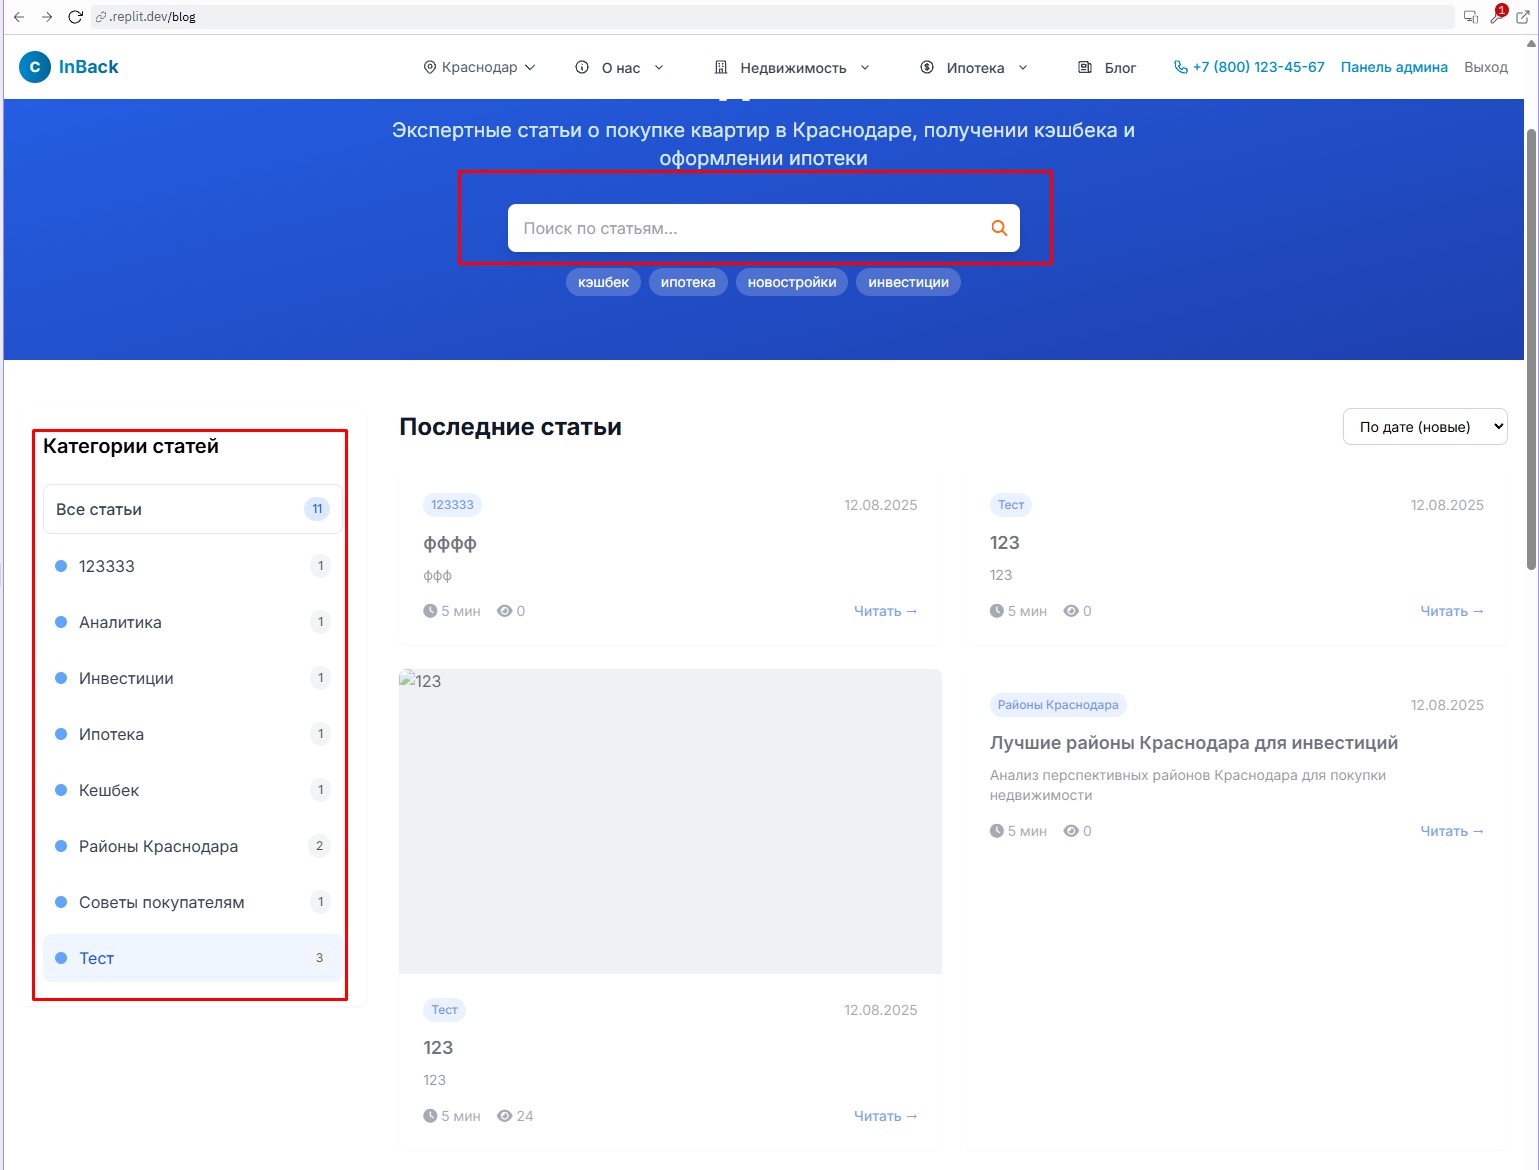 .replit.dev/blog
1
c InBack
Краснодар
О нас
Недвижимость
Ипотека
Блог
+7 (800) 123-45-67
Панель админа
Выход
Экспертные статьи о покупке квартир в Краснодаре, получении кэшбека и
оформлении ипотеки
Поиск по статьям...
кэшбек
ипотека
новостройки
инвестиции
Категории статей
Все статьи 11
123333 1
Аналитика 1
Инвестиции 1
Ипотека 1
Кешбек 1
Районы Краснодара 2
Советы покупателям 1
Тест 3
Последние статьи
По дате (новые)
123333 12.08.2025
фффф
ффф
5 мин 0 Читать →
Тест 12.08.2025
123
123
5 мин 0 Читать →
123
Тест 12.08.2025
123
123
5 мин 24 Читать →
Районы Краснодара 12.08.2025
Лучшие районы Краснодара для инвестиций
Анализ перспективных районов Краснодара для покупки
недвижимости
5 мин 0 Читать →